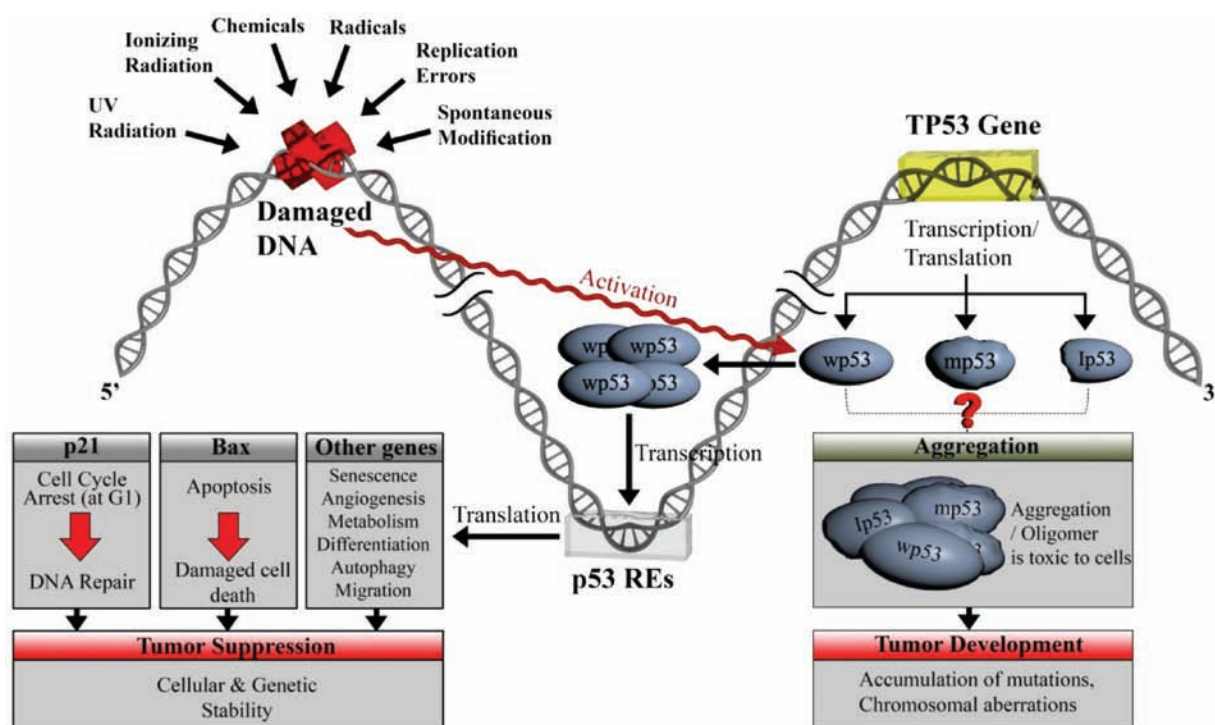 Chemicals
Radicals
Ionizing
Radiation
Replication
Errors
UV
Radiation
Spontaneous
Modification
Damaged
DNA
TP53 Gene
Transcription/
Translation
Activation
wp53
wp53
wp53
mp53
Ip53
5'
3
?
Transcription
p53 REs
Translation
p21
Cell Cycle
Arrest (at G1)
DNA Repair
Bax
Apoptosis
Damaged cell
death
Other genes
Senescence
Angiogenesis
Metabolism
Differentiation
Autophagy
Migration
Tumor Suppression
Cellular & Genetic
Stability
Aggregation
Ip53
mp53
wp53
Aggregation
/ Oligomer
is toxic to cells
Tumor Development
Accumulation of mutations,
Chromosomal aberrations